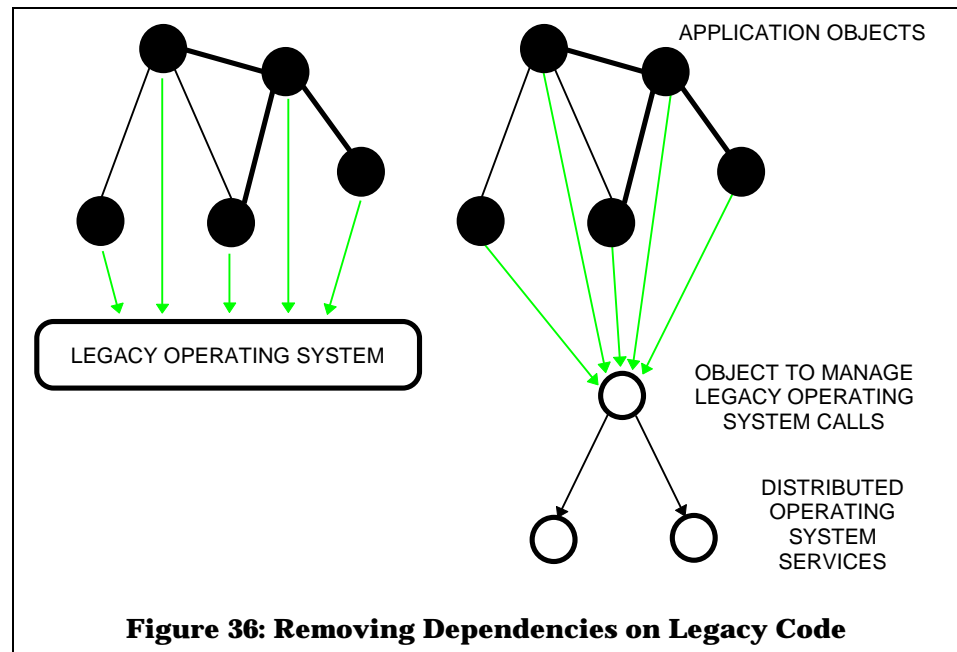 APPLICATION OBJECTS
LEGACY OPERATING SYSTEM
OBJECT TO MANAGE
LEGACY OPERATING
SYSTEM CALLS
DISTRIBUTED
OPERATING
SYSTEM
SERVICES
Figure 36: Removing Dependencies on Legacy Code